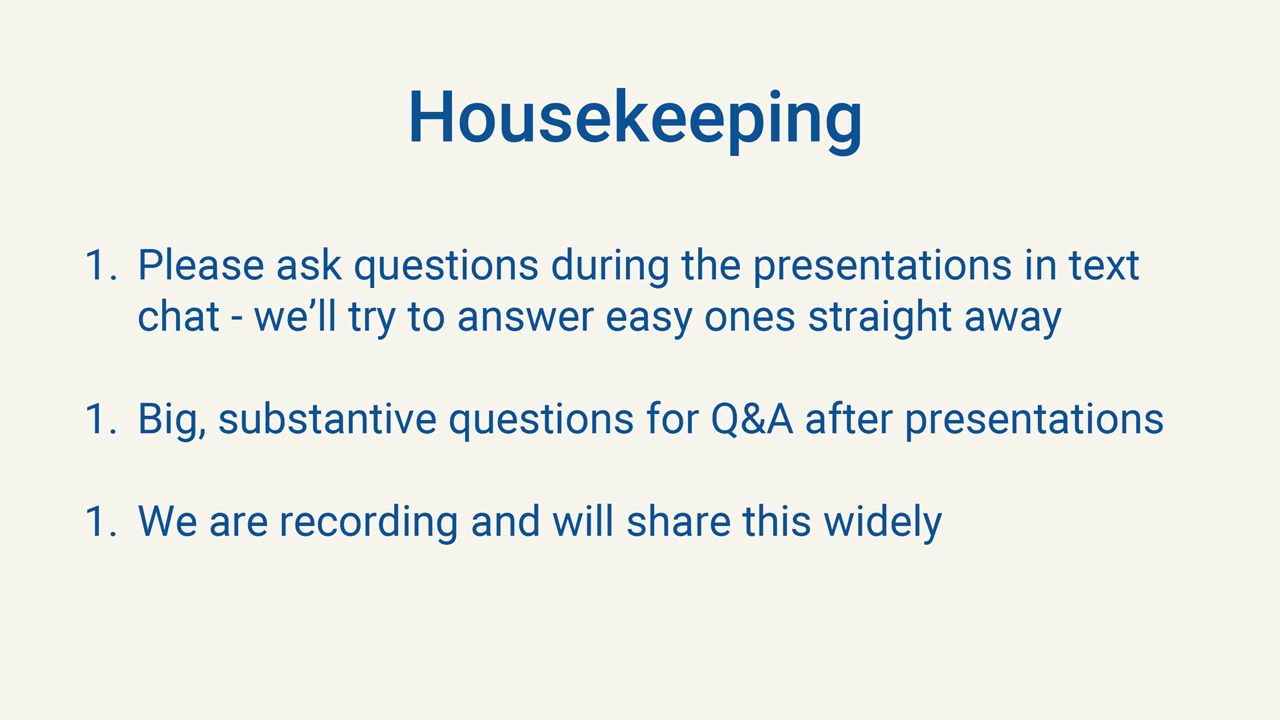 Housekeeping
1. Please ask questions during the presentations in text
chat - we’ll try to answer easy ones straight away
1. Big, substantive questions for Q&A after presentations
1. We are recording and will share this widely